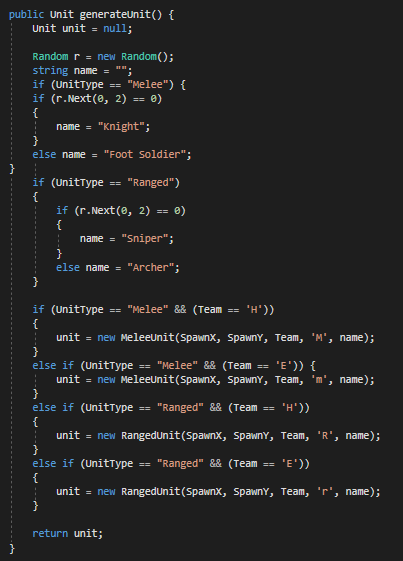 public Unit generateUnit() {
    Unit unit = null;

    Random r = new Random();
    string name = "";
    if (UnitType == "Melee") {
    if (r.Next(0, 2) == 0)
    {
        name = "Knight";
    }
    else name = "Foot Soldier";
}
    if (UnitType == "Ranged")
    {
        if (r.Next(0, 2) == 0)
        {
            name = "Sniper";
        }
        else name = "Archer";
    }

    if (UnitType == "Melee" && (Team == 'H'))
    {
        unit = new MeleeUnit(SpawnX, SpawnY, Team, 'M', name);
    }
    else if (UnitType == "Melee" && (Team == 'E')) {
        unit = new MeleeUnit(SpawnX, SpawnY, Team, 'm', name);
    }
    else if (UnitType == "Ranged" && (Team == 'H'))
    {
        unit = new RangedUnit(SpawnX, SpawnY, Team, 'R', name);
    }
    else if (UnitType == "Ranged" && (Team == 'E'))
    {
        unit = new RangedUnit(SpawnX, SpawnY, Team, 'r', name);
    }

    return unit;
}